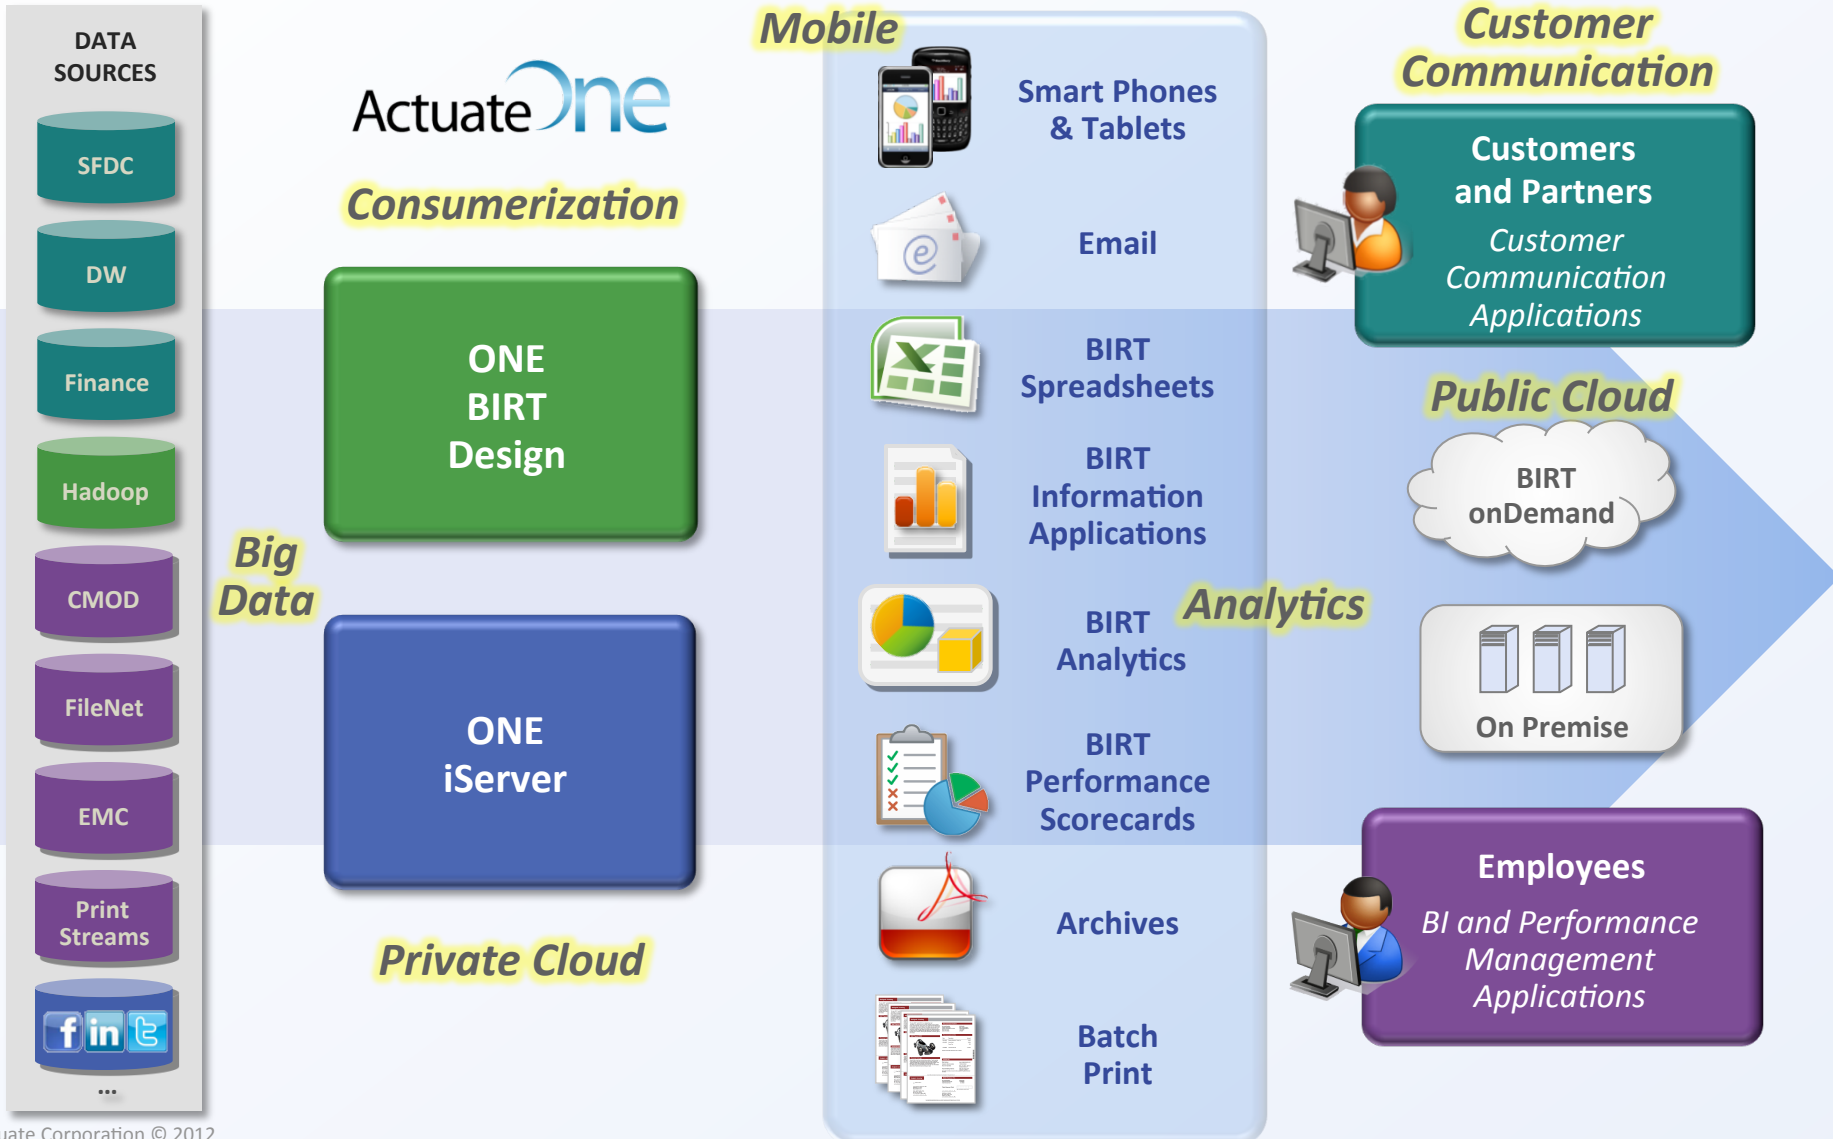 DATA
SOURCES
SFDC
DW
Finance
Hadoop
CMOD
FileNet
EMC
Print
Streams
f in t
...
ActuateOne
Consumerization
ONE
BIRT
Design
Big
Data
ONE
iServer
Private Cloud
Mobile
Smart Phones
& Tablets
Email
BIRT
Spreadsheets
BIRT
Information
Applications
BIRT
Analytics
Analytics
BIRT
Performance
Scorecards
Archives
Batch
Print
Customer
Communication
Customers
and Partners
Customer
Communication
Applications
Public Cloud
BIRT
onDemand
On Premise
Employees
BI and Performance
Management
Applications
uate Corporation © 2012